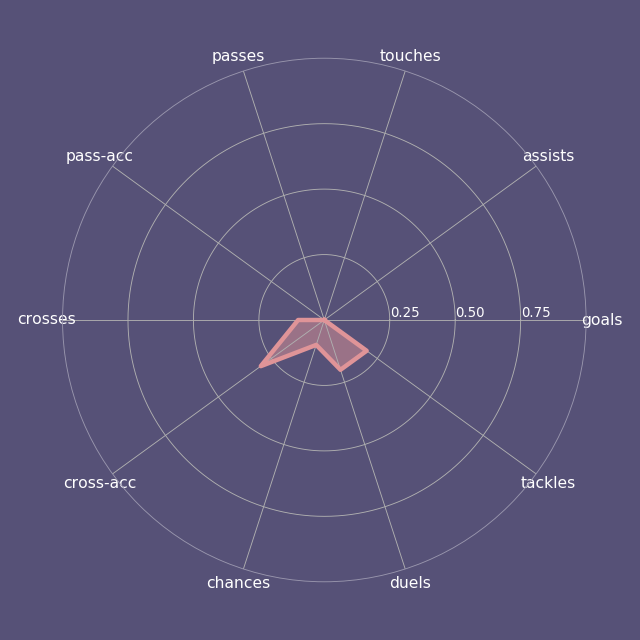 passes
touches
pass-acc
assists
0.25
0.50
0.75
crosses
goals
cross-acc
tackles
chances
duels